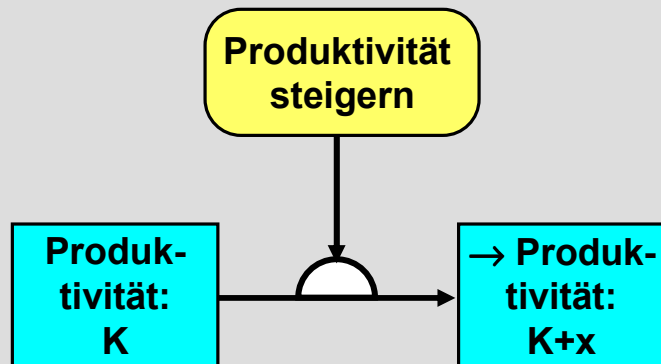 Produktivität
steigern
Produk-
tivität:
K
→ Produk-
tivität:
K+x